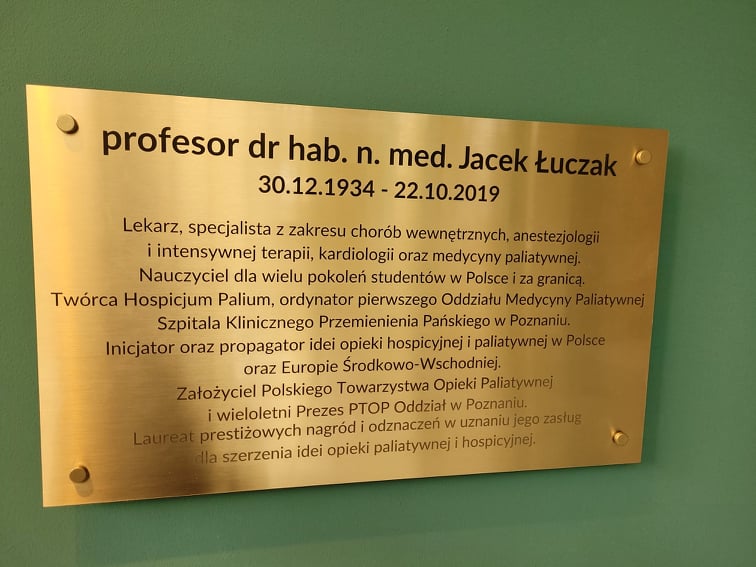 profesor dr hab. n. med. Jacek Łuczak
30.12.1934 - 22.10.2019
Lekarz, specjalista z zakresu chorób wewnętrznych, anestezjologii
i intensywnej terapii, kardiologii oraz medycyny paliatywnej.
Nauczyciel dla wielu pokoleń studentów w Polsce i za granicą.
Twórca Hospicjum Palium, ordynator pierwszego Oddziału Medycyny Paliatywnej
Szpitala Klinicznego Przemienienia Pańskiego w Poznaniu.
Inicjator oraz propagator idei opieki hospicyjnej i paliatywnej w Polsce
oraz Europie Środkowo-Wschodniej.
Założyciel Polskiego Towarzystwa Opieki Paliatywnej
i wieloletni Prezes PTOP Oddział w Poznaniu.
Laureat prestiżowych nagród i odznaczeń w uznaniu jego zasług
dla szerzenia idei opieki paliatywnej i hospicyjnej.